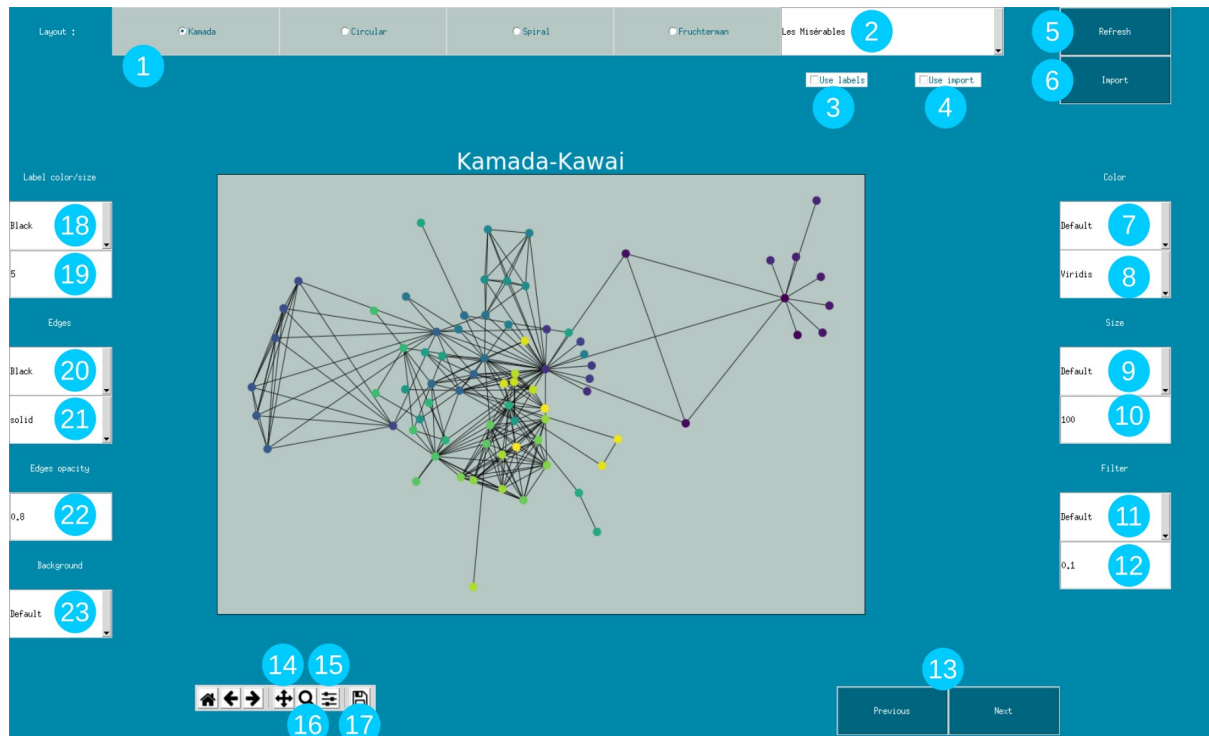 Layout :
Kamada
Circular
Spiral
Fruchterman
Les Misérables
2
5
Refresh
1
Use labels
Use import
6
Import
3
4
Kamada-Kawai
Label color/size
Color
Black
18
Default
7
5
19
Viridis
8
Edges
Size
Black
20
Default
9
solid
21
100
10
Edges opacity
Filter
0.8
22
Default
11
Background
0.1
12
Default
23
14
15
13
16
17
Previous
Next